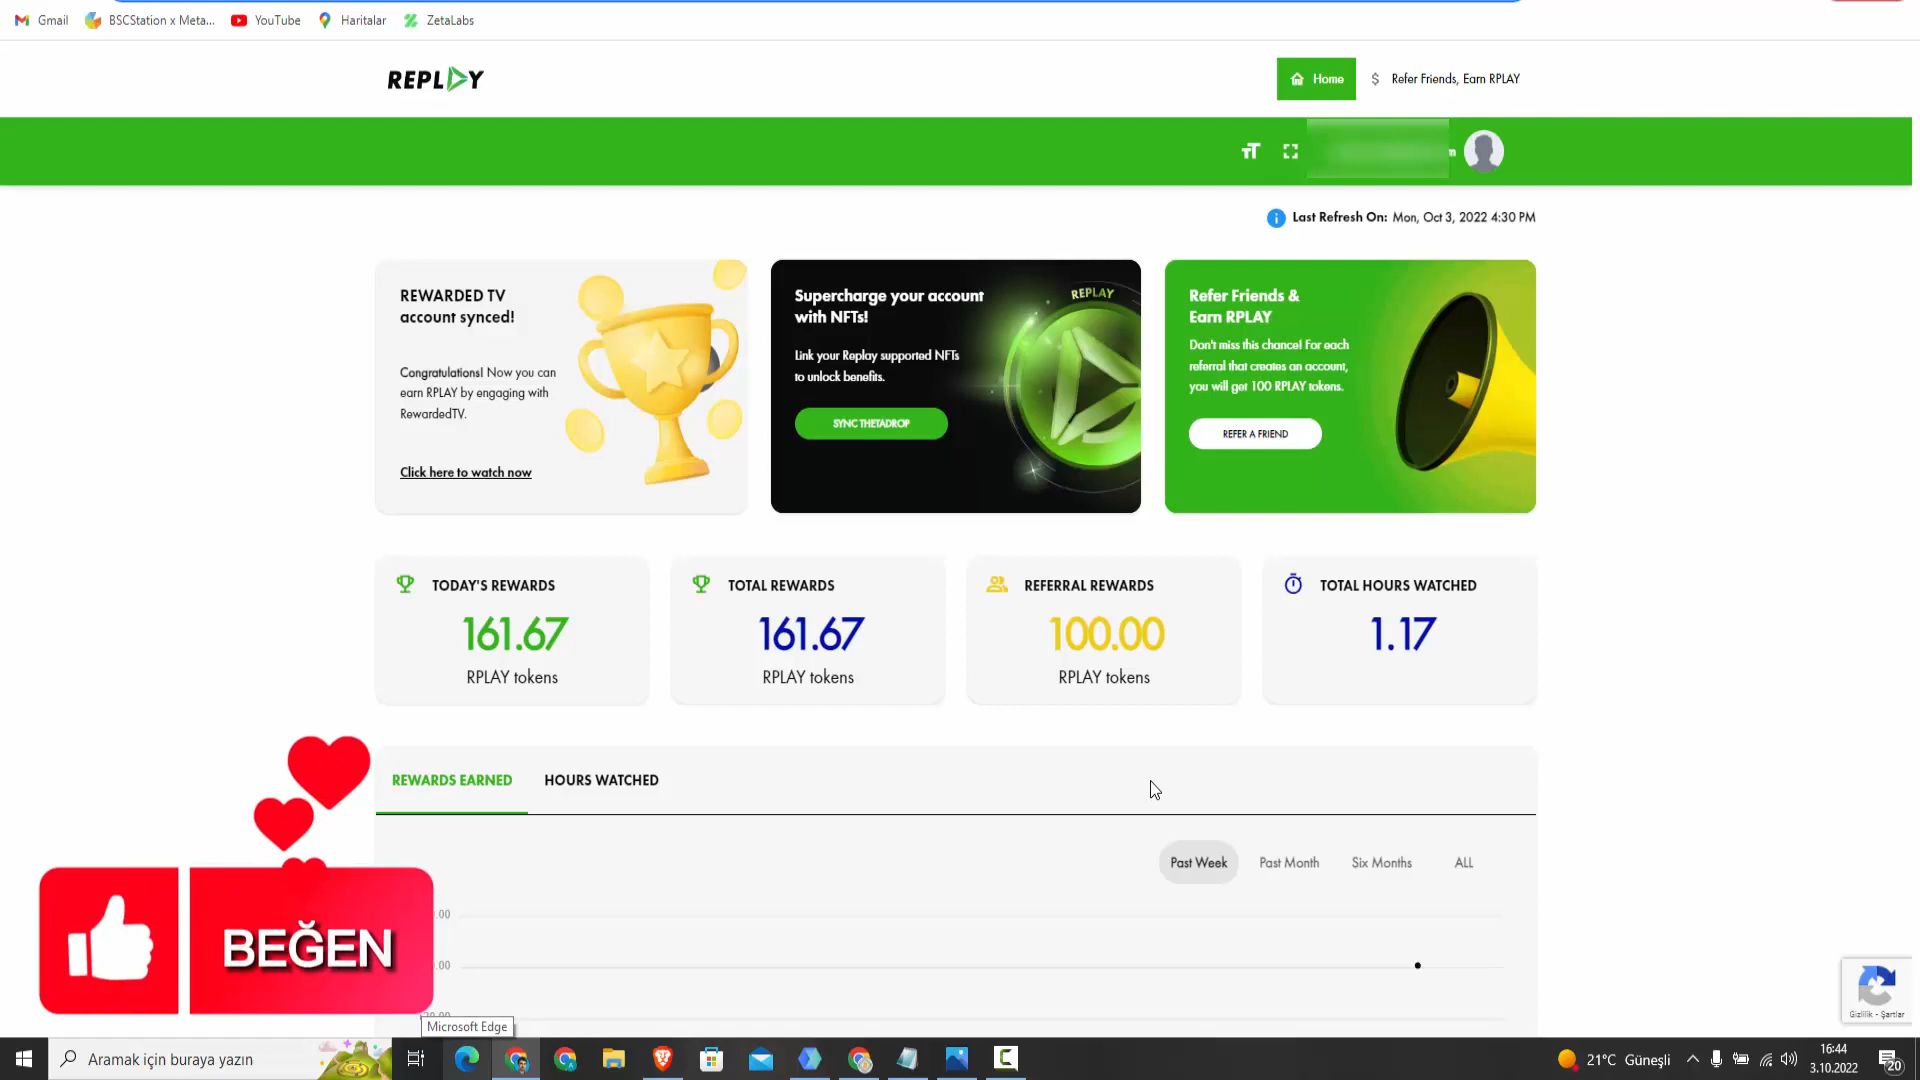 Gmail
BSCStation x Meta...
YouTube
Haritalar
ZetaLabs
REPLAY
Home
$ Refer Friends, Earn RPLAY
Last Refresh On: Mon, Oct 3, 2022 4:30 PM
REWARDED TV
account synced!
Congratulations! Now you can
earn RPLAY by engaging with
RewardedTV.
Click here to watch now
Supercharge your account
with NFTs!
Link your Replay supported NFTs
to unlock benefits.
SYNC THETADROP
REPLAY
Refer Friends &
Earn RPLAY
Don't miss this chance! For each
referral that creates an account,
you will get 100 RPLAY tokens.
REFER A FRIEND
TODAY'S REWARDS
161.67
RPLAY tokens
TOTAL REWARDS
161.67
RPLAY tokens
REFERRAL REWARDS
100.00
RPLAY tokens
TOTAL HOURS WATCHED
1.17
REWARDS EARNED
HOURS WATCHED
Past Week
Past Month
Six Months
ALL
BEĞEN
Microsoft Edge
Gizlilik - Şartlar
Aramak için buraya yazın
21°C Güneşli
16:44
3.10.2022
20